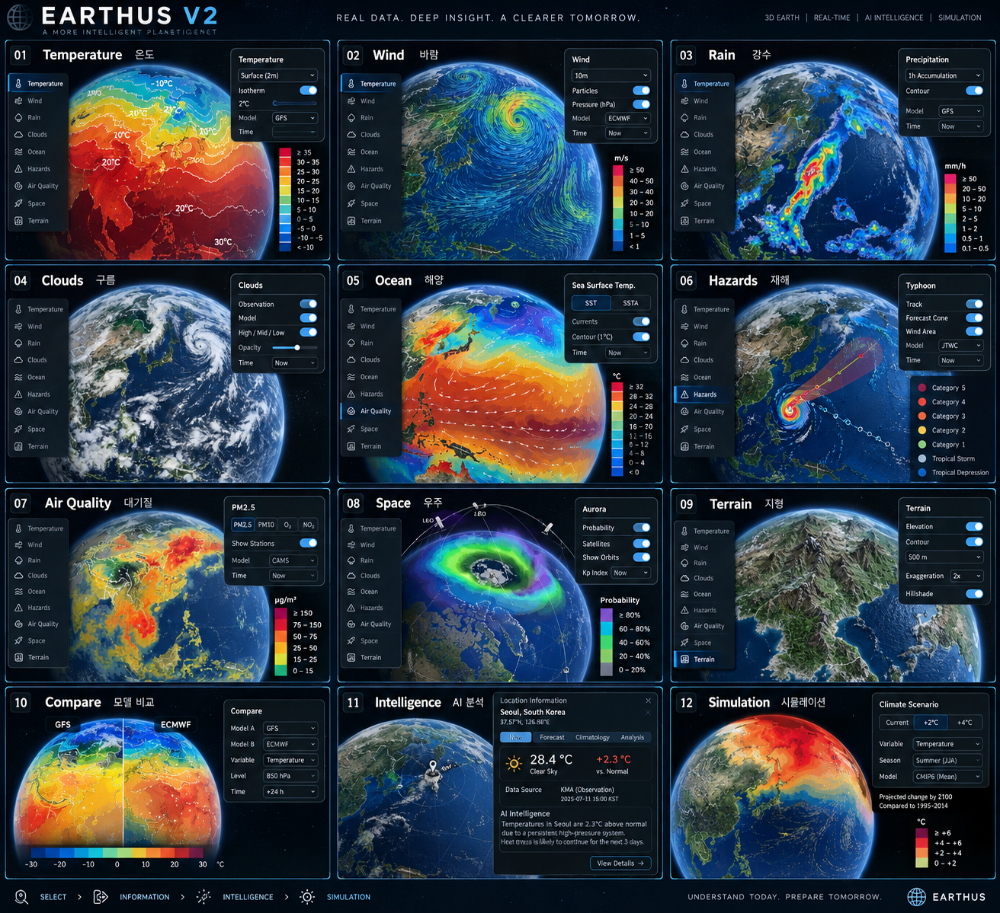 EARTHUS V2
REAL DATA. DEEP INSIGHT. A CLEARER TOMORROW.
3D EARTH | REAL-TIME | AI INTELLIGENCE | SIMULATION
A MORE INTELLIGENT
01 Temperature 온도
Temperature
Wind
Rain
Clouds
Ocean
Hazards
Air Quality
Space
Terrain
-10°C
20°C
20°C
20°C
30°C
Temperature
Surface (2m)
Isotherm
2°C
Model GFS
Time
≥ 35
30 – 35
25 – 30
20 – 25
15 – 20
10 – 15
5 – 10
0 – 5
-5 – 0
-10 – -5
< -10
02 Wind 바람
Temperature
Wind
Rain
Clouds
Ocean
Hazards
Air Quality
Space
Terrain
Wind
10m
Particles
Pressure (hPa)
Model ECMWF
Time Now
m/s
≥ 50
40 – 50
30 – 40
20 – 30
10 – 20
5 – 10
1 – 5
< 1
03 Rain 강수
Temperature
Wind
Rain
Clouds
Ocean
Hazards
Air Quality
Space
Terrain
Precipitation
1h Accumulation
Contour
Model GFS
Time Now
mm/h
≥ 50
20 – 50
10 – 20
5 – 10
2 – 5
1 – 2
0.5 – 1
0.1 – 0.5
04 Clouds 구름
Temperature
Wind
Rain
Clouds
Ocean
Hazards
Air Quality
Space
Terrain
Clouds
Observation
Model
High / Mid / Low
Opacity
Time Now
05 Ocean 해양
Temperature
Wind
Rain
Clouds
Ocean
Hazards
Air Quality
Space
Terrain
Sea Surface Temp.
SST SSTA
Currents
Contour (1°C)
Time Now
°C
≥ 32
28 – 32
24 – 28
20 – 24
16 – 20
12 – 16
8 – 12
4 – 8
0 – 4
< 0
06 Hazards 재해
Temperature
Wind
Rain
Clouds
Ocean
Hazards
Air Quality
Space
Terrain
Typhoon
Track
Forecast Cone
Wind Area
Model JTWC
Time Now
Category 5
Category 4
Category 3
Category 2
Category 1
Tropical Storm
Tropical Depression
07 Air Quality 대기질
Temperature
Wind
Rain
Clouds
Ocean
Hazards
Air Quality
Space
Terrain
PM2.5
PM2.5 PM10 O₃ NO₂
Show Stations
Model CAMS
Time Now
µg/m³
≥ 150
75 – 150
50 – 75
25 – 50
15 – 25
0 – 15
08 Space 우주
Temperature
Wind
Rain
Clouds
Ocean
Hazards
Air Quality
Space
Terrain
LEO
Aurora
Probability
Satellites
Show Orbits
Kp Index Now
Probability
≥ 80%
60 – 80%
40 – 60%
20 – 40%
0 – 20%
09 Terrain 지형
Temperature
Wind
Rain
Clouds
Ocean
Hazards
Air Quality
Space
Terrain
Terrain
Elevation
Contour
500 m
Exaggeration 2x
Hillshade
10 Compare 모델 비교
GFS
ECMWF
Compare
Model A GFS
Model B ECMWF
Variable Temperature
Level 850 hPa
Time +24 h
-30 -20 -10 0 10 20 30 °C
11 Intelligence AI 분석
Location Information
Seoul, South Korea
Forecast Climatology Analysis
28.4 °C
Clear Sky
+2.3 °C
vs. Normal
Data Source KMA (Observation)
2025-07-11 15:00 KST
AI Intelligence
Temperatures in Seoul are 2.3°C above normal
due to a persistent high-pressure system.
Heat stress is likely to continue for the next 3 days.
View Details →
12 Simulation 시뮬레이션
Climate Scenario
Current +2°C +4°C
Variable Temperature
Season Summer (JJA)
Model CMIP6 (Mean)
Projected change by 2100
Compared to 1995-2014
°C
≥ +6
+4 – +6
+2 – +4
0 – +2
SELECT > INFORMATION > INTELLIGENCE > SIMULATION
UNDERSTAND TODAY. PREPARE TOMORROW.
EARTHUS